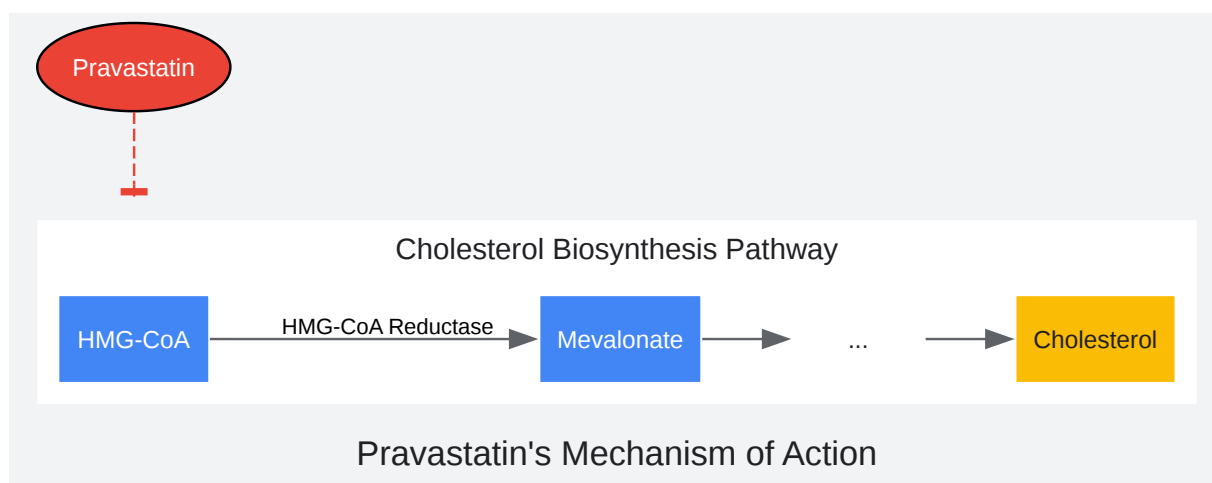 Pravastatin
Cholesterol Biosynthesis Pathway
HMG-CoA
HMG-CoA Reductase
Mevalonate
...
Cholesterol
Pravastatin's Mechanism of Action